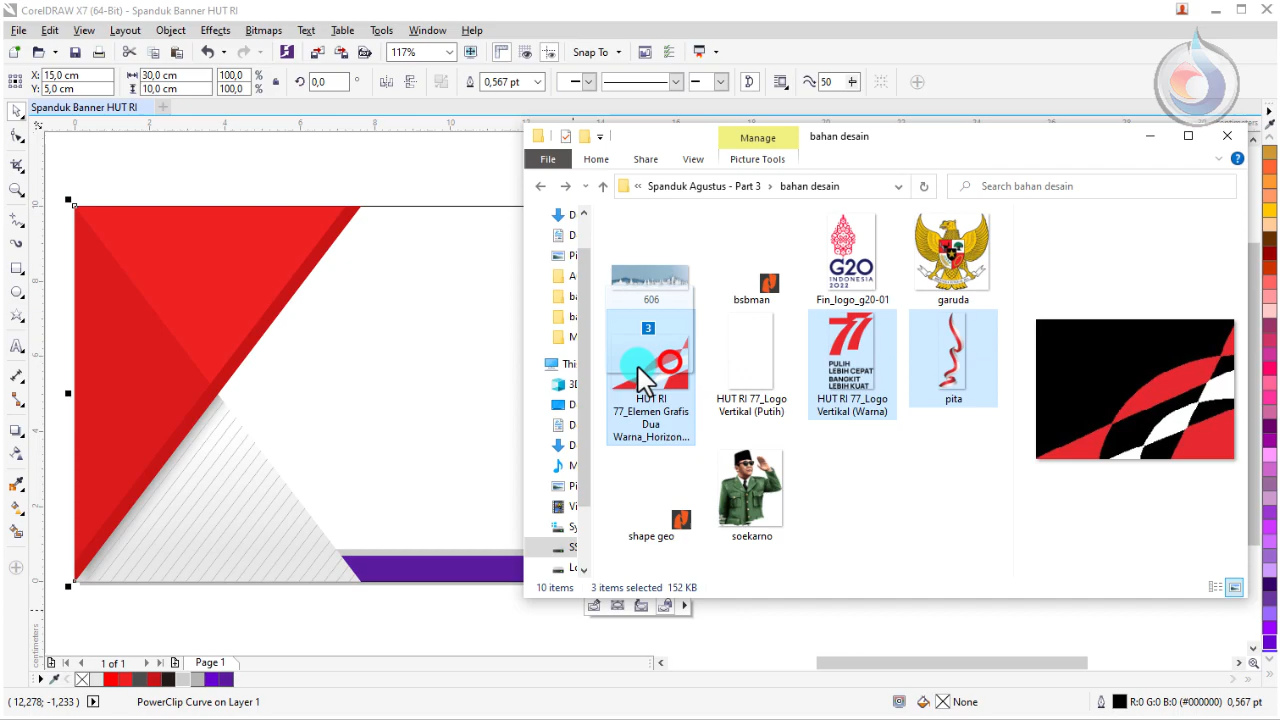 CorelDRAW X7 (64-Bit) - Spanduk Banner HUT RI
File Edit View Layout Object Effects Bitmaps Text Table Tools Window Help
117% Snap To
X: 15,0 cm 30,0 cm 100,0 % 0,0 ° 0,567 pt 50
Y: 5,0 cm 10,0 cm 100,0 %
Spanduk Banner HUT RI
0 2 4 6 8 10
Manage bahan desain
File Home Share View Picture Tools
Spanduk Agustus - Part 3 bahan desain Search bahan desain
G20
INDONESIA
2022
606 bsbman Fin_logo_g20-01 garuda
3
77
PULIH
LEBIH CEPAT
BANGKIT
LEBIH KUAT
HUT RI
77_Elemen Grafis
Dua
Warna_Horizon...
HUT RI 77_Logo
Vertikal (Putih)
HUT RI 77_Logo
Vertikal (Warna)
pita
shape geo soekarno
10 items 3 items selected 152 KB
1 of 1 Page 1
( 12,278; -1,233 ) PowerClip Curve on Layer 1 None R:0 G:0 B:0 (#000000) 0,567 pt